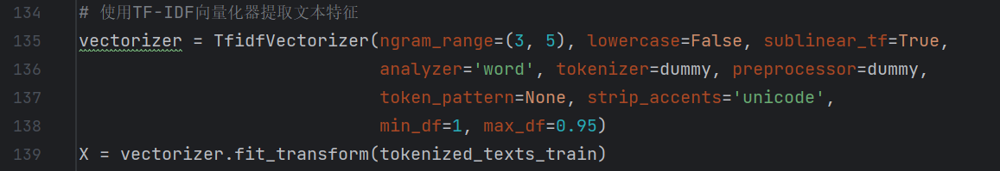 134 # 使用TF-IDF向量化器提取文本特征
135 vectorizer = TfidfVectorizer(ngram_range=(3, 5), lowercase=False, sublinear_tf=True,
136 analyzer='word', tokenizer=dummy, preprocessor=dummy,
137 token_pattern=None, strip_accents='unicode',
138 min_df=1, max_df=0.95)
139 X = vectorizer.fit_transform(tokenized_texts_train)